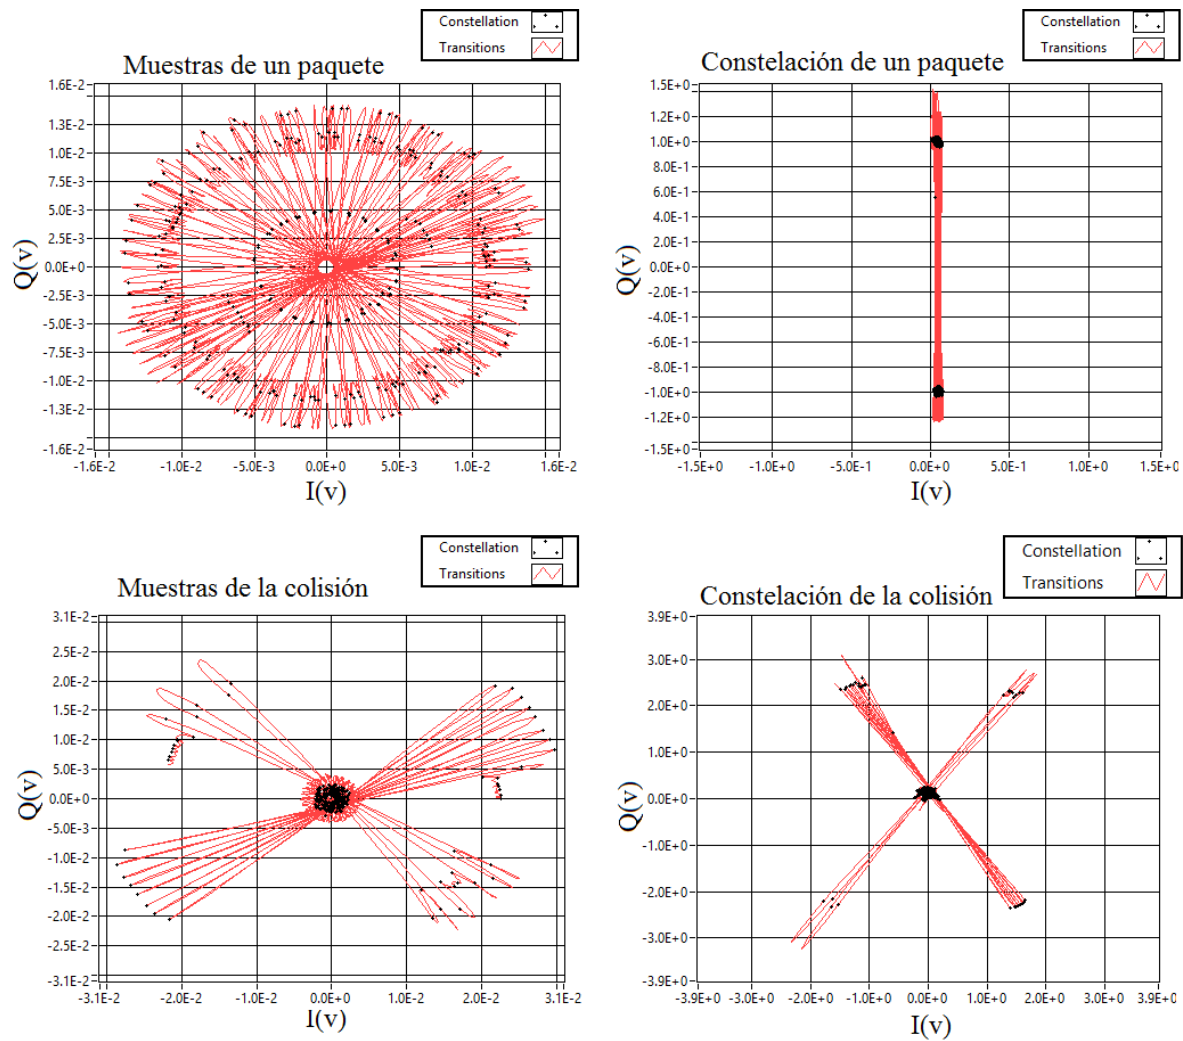 Constellation
Transitions
Muestras de un paquete
1.6E-2
1.3E-2
1.0E-2
7.5E-3
5.0E-3
2.5E-3
0.0E+0
-2.5E-3
-5.0E-3
-7.5E-3
-1.0E-2
-1.3E-2
-1.6E-2
Q(v)
-1.6E-2 -1.0E-2 -5.0E-3 0.0E+0 5.0E-3 1.0E-2 1.6E-2
I(v)
Constellation
Transitions
Constelación de un paquete
1.5E+0
1.2E+0
1.0E+0
8.0E-1
6.0E-1
4.0E-1
2.0E-1
0.0E+0
-2.0E-1
-4.0E-1
-6.0E-1
-8.0E-1
-1.0E+0
-1.2E+0
-1.5E+0
Q(v)
-1.5E+0 -1.0E+0 -5.0E-1 0.0E+0 5.0E-1 1.0E+0 1.5E+0
I(v)
Constellation
Transitions
Muestras de la colisión
3.1E-2
2.5E-2
2.0E-2
1.5E-2
1.0E-2
5.0E-3
0.0E+0
-5.0E-3
-1.0E-2
-1.5E-2
-2.0E-2
-2.5E-2
-3.1E-2
Q(v)
-3.1E-2 -2.0E-2 -1.0E-2 0.0E+0 1.0E-2 2.0E-2 3.1E-2
I(v)
Constellation
Transitions
Constelación de la colisión
3.9E+0
3.0E+0
2.0E+0
1.0E+0
0.0E+0
-1.0E+0
-2.0E+0
-3.0E+0
-3.9E+0
Q(v)
-3.9E+0 -3.0E+0 -2.0E+0 -1.0E+0 0.0E+0 1.0E+0 2.0E+0 3.0E+0 3.9E+0
I(v)